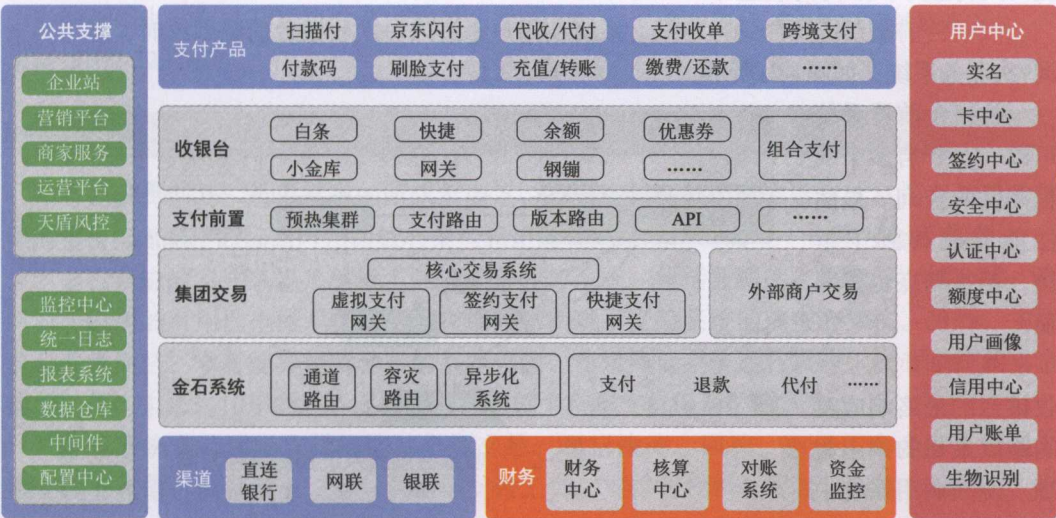 公共支撑
企业站
营销平台
商家服务
运营平台
天盾风控
监控中心
统一日志
报表系统
数据仓库
中间件
配置中心
支付产品
扫描付 京东闪付 代收/代付 支付收单 跨境支付
付款码 刷脸支付 充值/转账 缴费/还款 ……
收银台
白条 快捷 余额 优惠券
小金库 网关 钢镚 ……
组合支付
支付前置 预热集群 支付路由 版本路由 API ……
集团交易
核心交易系统
虚拟支付
网关
签约支付
网关
快捷支付
网关
外部商户交易
金石系统
通道
路由
容灾
路由
异步化
系统
支付 退款 代付 ……
渠道
直连
银行
网联
银联
财务
财务
中心
核算
中心
对账
系统
资金
监控
用户中心
实名
卡中心
签约中心
安全中心
认证中心
额度中心
用户画像
信用中心
用户账单
生物识别